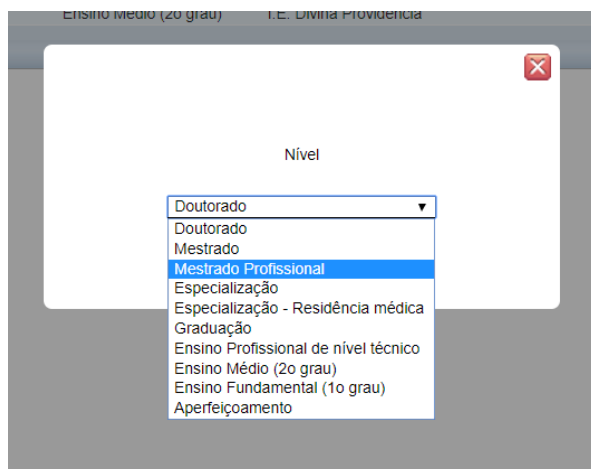 Ensino Médio (2o grau) I.E. Divina Providencia
Nível
Doutorado
Doutorado
Mestrado
Mestrado Profissional
Especialização
Especialização - Residência médica
Graduação
Ensino Profissional de nível técnico
Ensino Médio (2o grau)
Ensino Fundamental (1o grau)
Aperfeiçoamento